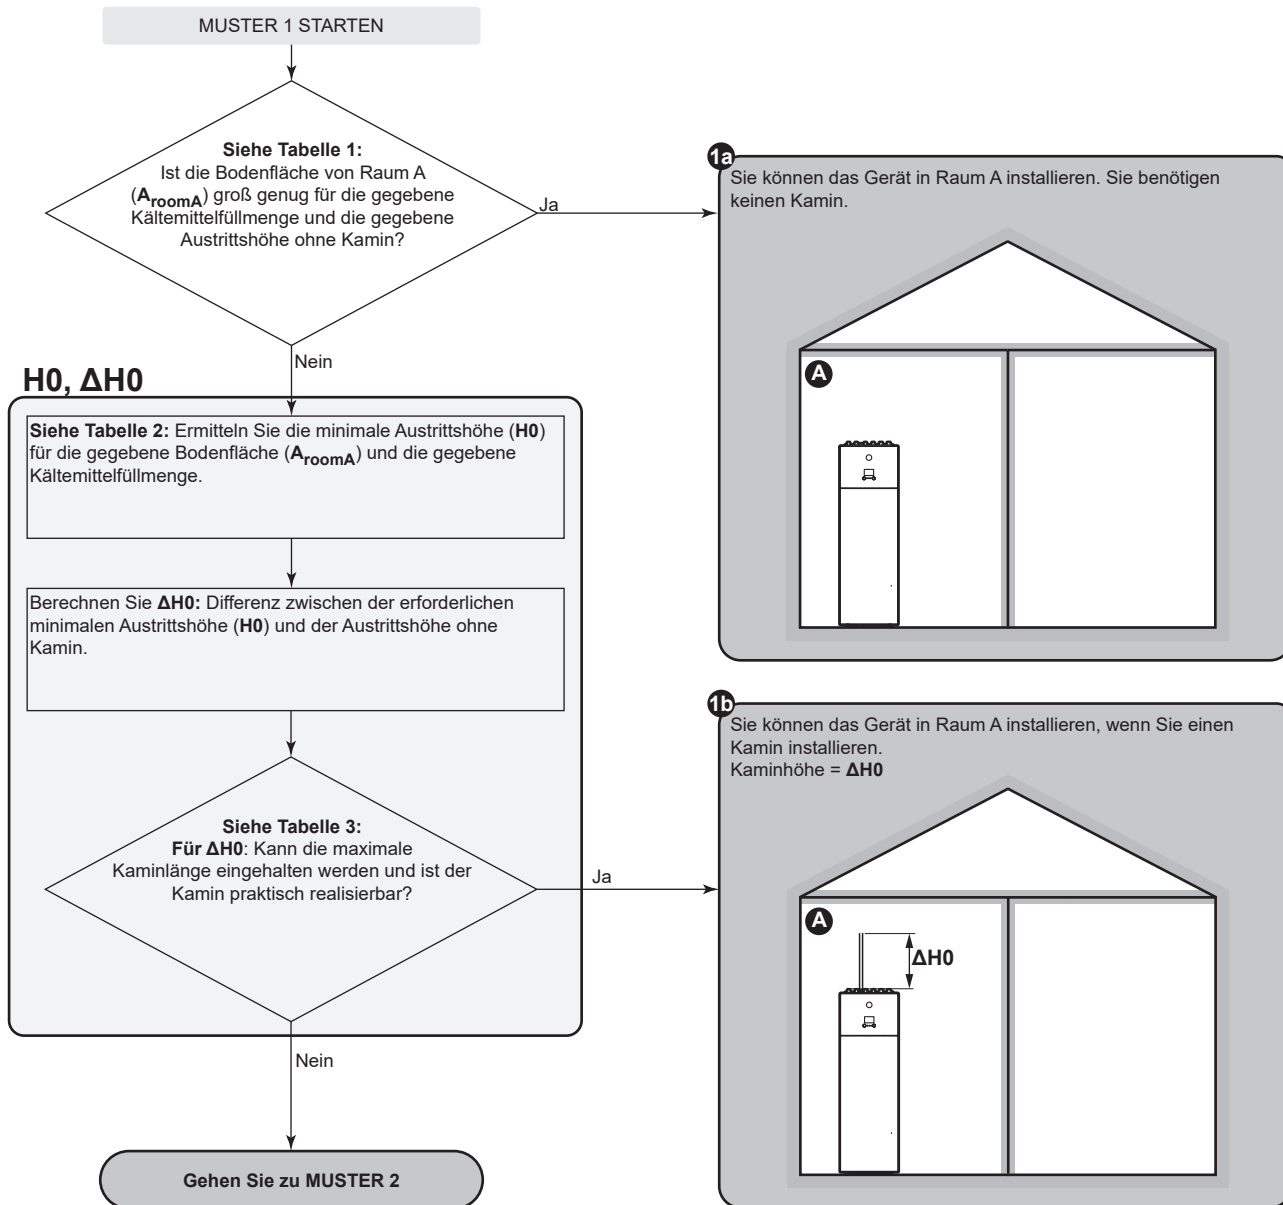 MUSTER 1 STARTEN
Siehe Tabelle 1:
Ist die Bodenfläche von Raum A
(AroomA) groß genug für die gegebene
Kältemittelfüllmenge und die gegebene
Austrittshöhe ohne Kamin?
Ja
1a
Sie können das Gerät in Raum A installieren. Sie benötigen
keinen Kamin.
A
Nein
H0, ΔH0
Siehe Tabelle 2: Ermitteln Sie die minimale Austrittshöhe (H0)
für die gegebene Bodenfläche (AroomA) und die gegebene
Kältemittelfüllmenge.
Berechnen Sie ΔH0: Differenz zwischen der erforderlichen
minimalen Austrittshöhe (H0) und der Austrittshöhe ohne
Kamin.
Siehe Tabelle 3:
Für ΔH0: Kann die maximale
Kaminlänge eingehalten werden und ist der
Kamin praktisch realisierbar?
Ja
1b
Sie können das Gerät in Raum A installieren, wenn Sie einen
Kamin installieren.
Kaminhöhe = ΔH0
A
ΔH0
Nein
Gehen Sie zu MUSTER 2